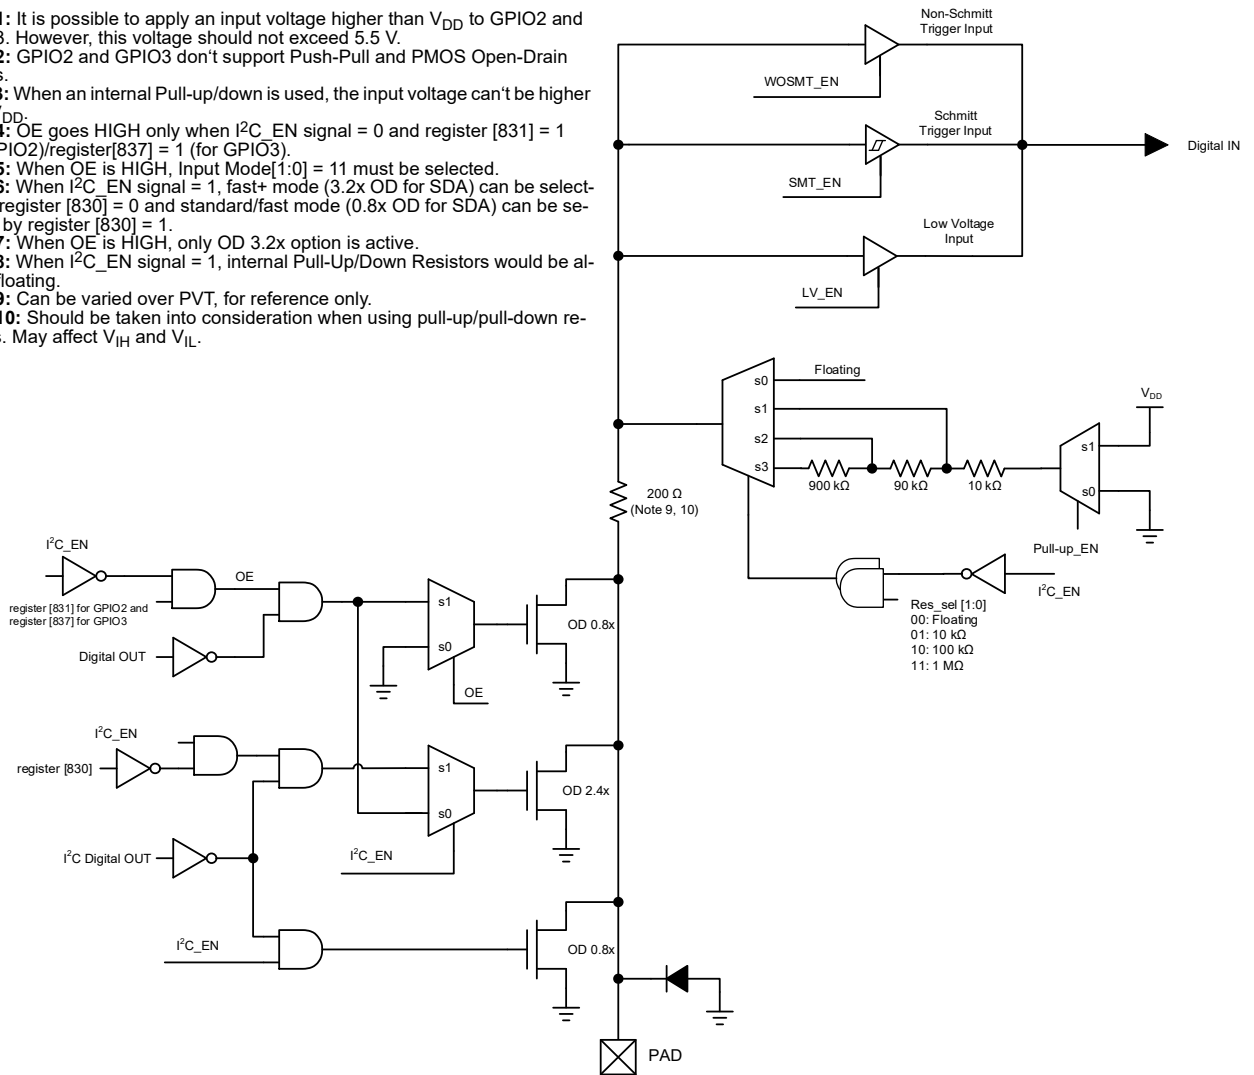 1: It is possible to apply an input voltage higher than VDD to GPIO2 and
3. However, this voltage should not exceed 5.5 V.
2: GPIO2 and GPIO3 don't support Push-Pull and PMOS Open-Drain
s.
3: When an internal Pull-up/down is used, the input voltage can't be higher
VDD.
4: OE goes HIGH only when I2C_EN signal = 0 and register [831] = 1
PIO2)/register[837] = 1 (for GPIO3).
5: When OE is HIGH, Input Mode[1:0] = 11 must be selected.
6: When I2C_EN signal = 1, fast+ mode (3.2x OD for SDA) can be select-
register [830] = 0 and standard/fast mode (0.8x OD for SDA) can be se-
by register [830] = 1.
7: When OE is HIGH, only OD 3.2x option is active.
8: When I2C_EN signal = 1, internal Pull-Up/Down Resistors would be al-
floating.
9: Can be varied over PVT, for reference only.
10: Should be taken into consideration when using pull-up/pull-down re-
s. May affect VIH and VIL.
Non-Schmitt
Trigger Input
WOSMT_EN
Schmitt
Trigger Input
Digital IN
SMT_EN
Low Voltage
Input
LV_EN
Floating
s0
s1
s2
s3
900 kΩ
90 kΩ
10 kΩ
VDD
s1
s0
Pull-up_EN
200 Ω
(Note 9, 10)
I2C_EN
Res_sel [1:0]
00: Floating
01: 10 kΩ
10: 100 kΩ
11: 1 MΩ
I2C_EN
OE
register [831] for GPIO2 and
register [837] for GPIO3
Digital OUT
s1
s0
OE
OD 0.8x
I2C_EN
register [830]
s1
s0
OD 2.4x
I2C Digital OUT
I2C_EN
I2C_EN
OD 0.8x
PAD